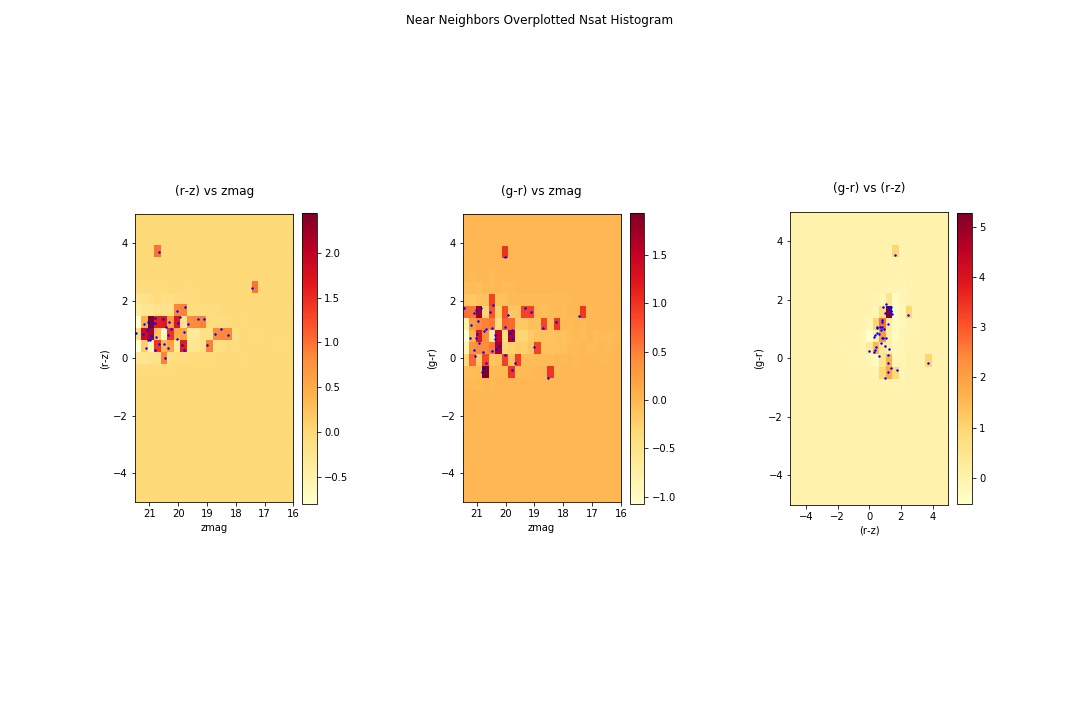 Near Neighbors Overplotted Nsat Histogram
(r-z) vs zmag
(r-z)
4
2
0
−2
−4
21 20 19 18 17 16
zmag
2.0
1.5
1.0
0.5
0.0
−0.5
(g-r) vs zmag
(g-r)
4
2
0
−2
−4
21 20 19 18 17 16
zmag
1.5
1.0
0.5
0.0
−0.5
−1.0
(g-r) vs (r-z)
(g-r)
4
2
0
−2
−4
−4 −2 0 2 4
(r-z)
5
4
3
2
1
0